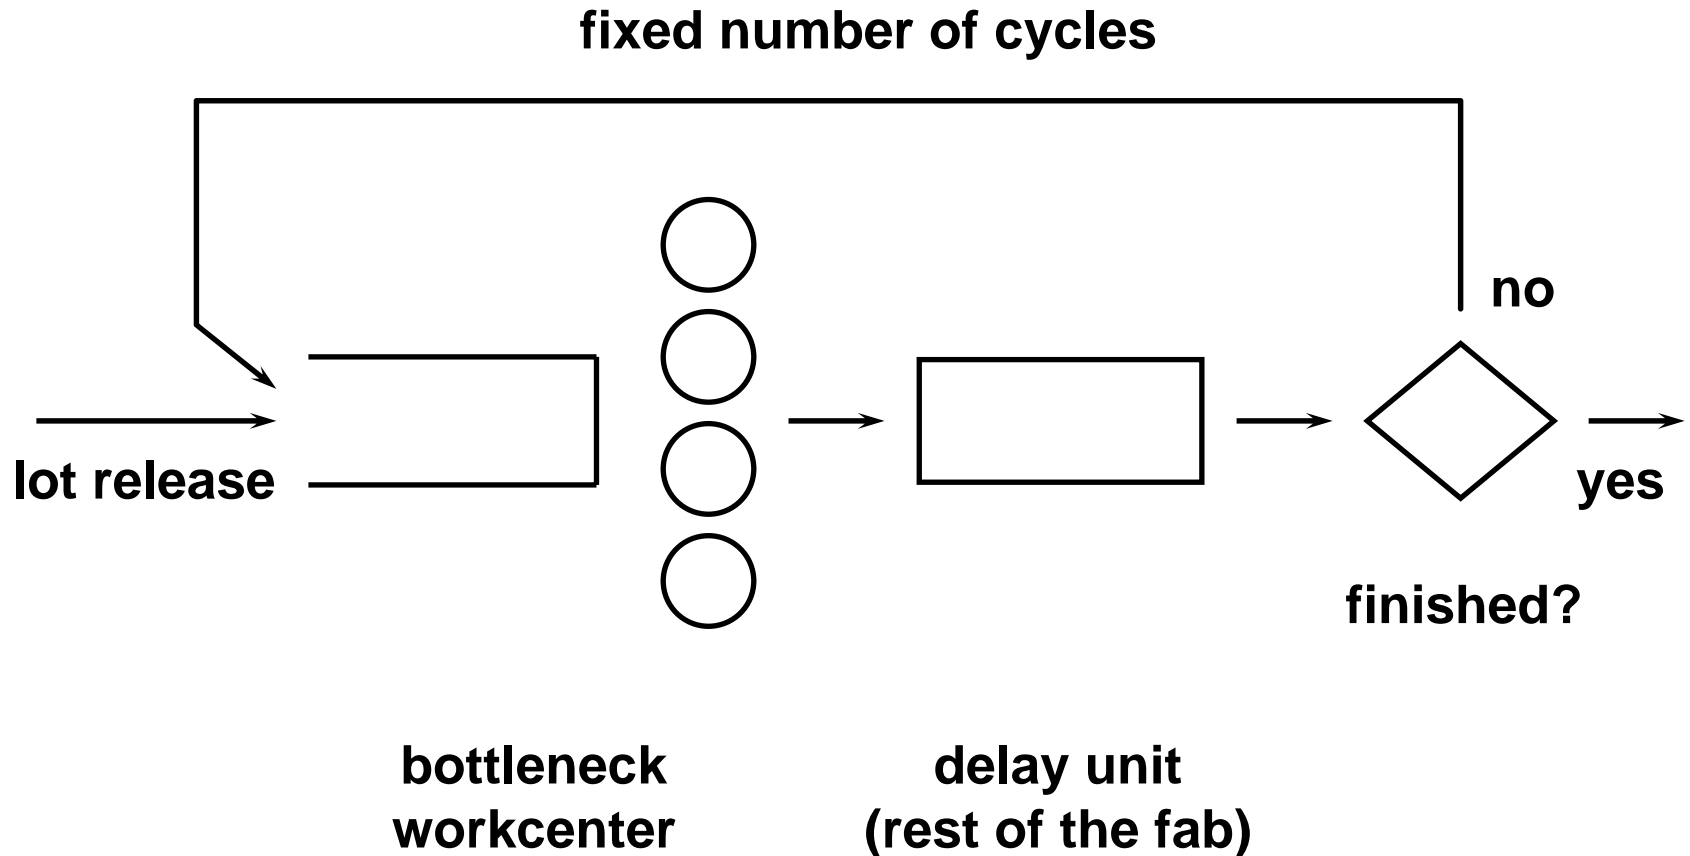 fixed number of cycles
no
lot release
yes
finished?
bottleneck
workcenter
delay unit
(rest of the fab)